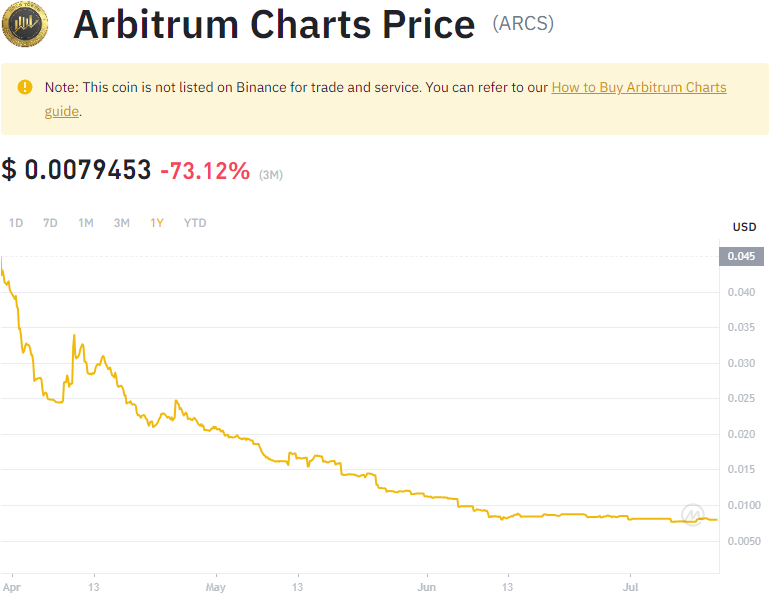 Arbitrum Charts Price (ARCS)
Note: This coin is not listed on Binance for trade and service. You can refer to our How to Buy Arbitrum Charts
guide.
$ 0.0079453 -73.12% (3M)
1D 7D 1M 3M 1Y YTD
USD
0.045
0.040
0.035
0.030
0.025
0.020
0.015
0.0100
0.0050
Apr 13 May 13 Jun 13 Jul